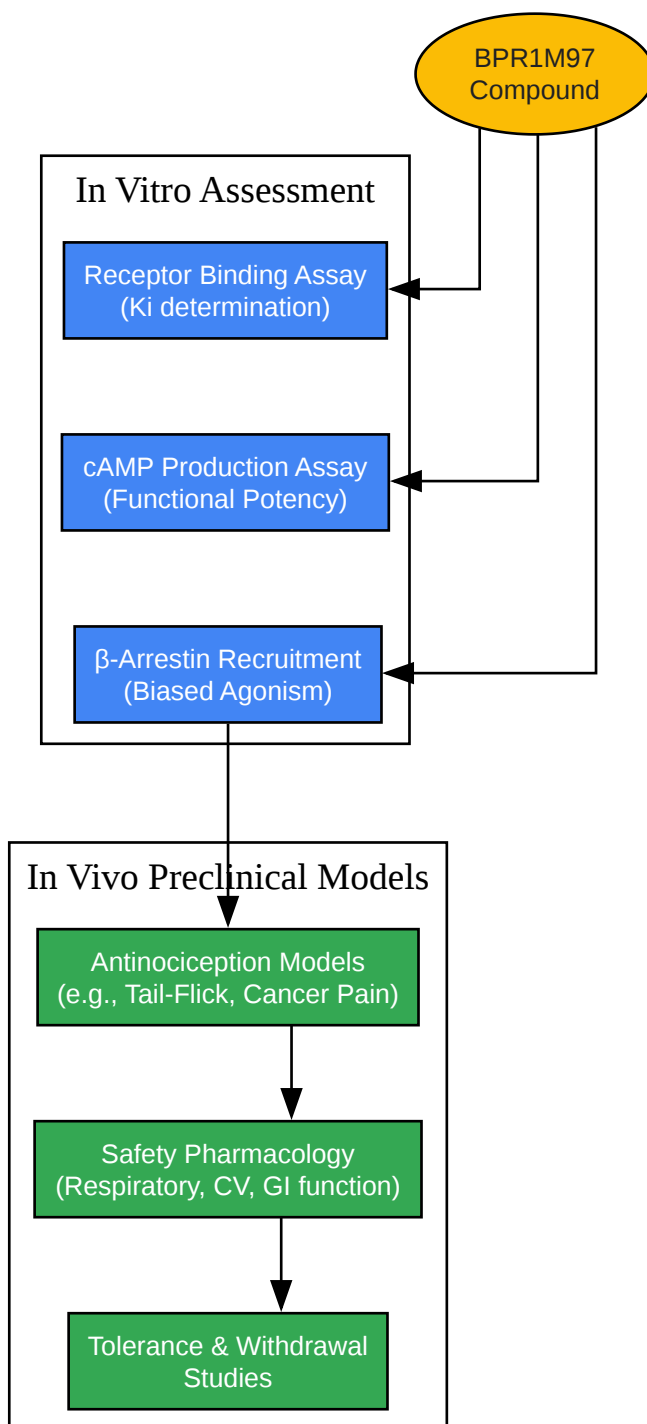 BPR1M97
Compound
In Vitro Assessment
Receptor Binding Assay
(Ki determination)
cAMP Production Assay
(Functional Potency)
β-Arrestin Recruitment
(Biased Agonism)
In Vivo Preclinical Models
Antinociception Models
(e.g., Tail-Flick, Cancer Pain)
Safety Pharmacology
(Respiratory, CV, GI function)
Tolerance & Withdrawal
Studies